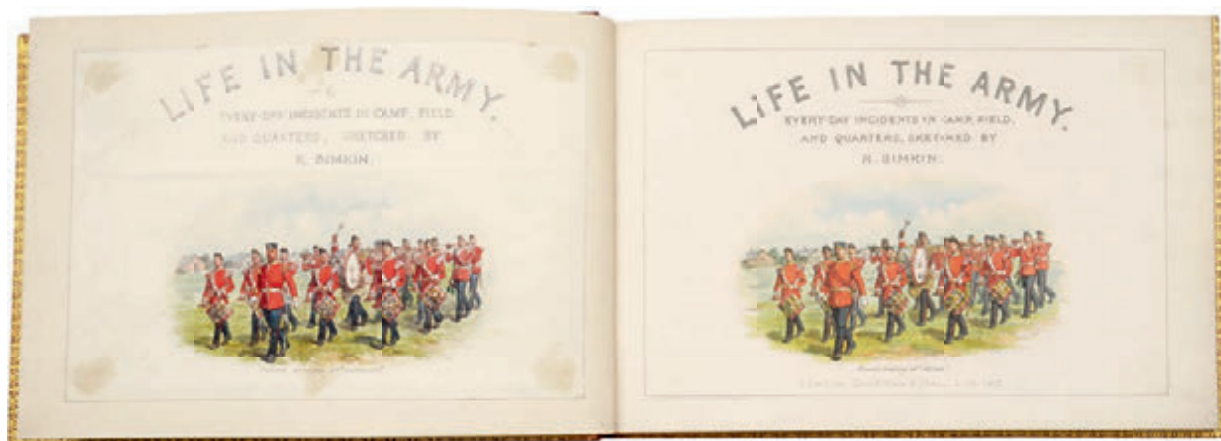 LIFE IN THE ARMY.
EVERY-DAY INCIDENTS IN CAMP, FIELD,
AND QUARTERS, SKETCHED BY
R. SIMKIN.
LIFE IN THE ARMY.
EVERY-DAY INCIDENTS IN CAMP, FIELD,
AND QUARTERS, SKETCHED BY
R. SIMKIN.